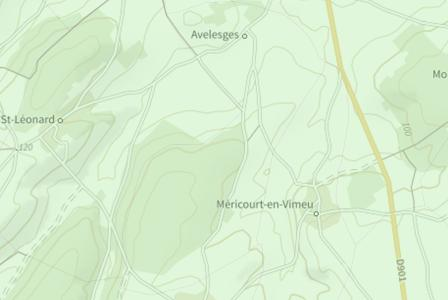 Avelesges
Mo
St-Léonard
100
120
Méricourt-en-Vimeu
D901